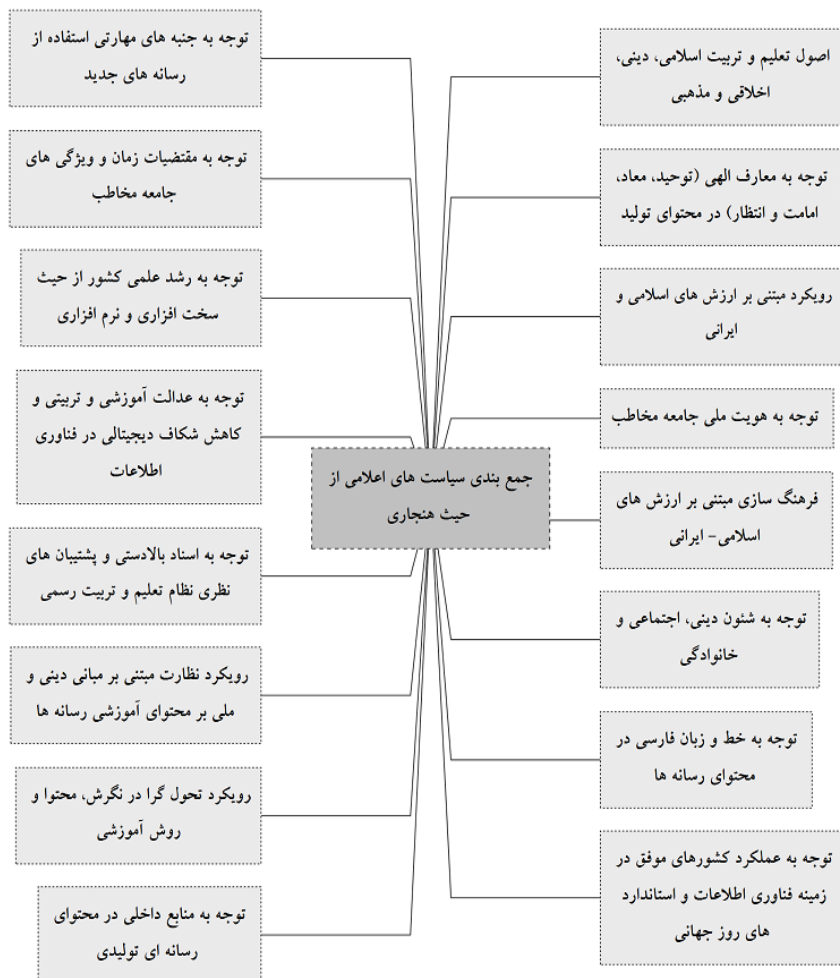 اصول تعلیم و تربیت اسلامی، دینی،
اخلاقی و مذهبی
توجه به معارف الهی (توحید، معاد،
امامت و انتظار) در محتوای تولید
رویکرد مبتنی بر ارزش های اسلامی و
ایرانی
توجه به هویت ملی جامعه مخاطب
فرهنگ سازی مبتنی بر ارزش های
اسلامی- ایرانی
توجه به شئون دینی، اجتماعی و
خانوادگی
توجه به خط و زبان فارسی در
محتوای رسانه ها
توجه به عملکرد کشورهای موفق در
زمینه فناوری اطلاعات و استاندارد
های روز جهانی
جمع بندی سیاست های اعلامی از
حیث هنجاری
توجه به جنبه های مهارتی استفاده از
رسانه های جدید
توجه به مقتضیات زمان و ویژگی های
جامعه مخاطب
توجه به رشد علمی کشور از حیث
سخت افزاری و نرم افزاری
توجه به عدالت آموزشی و تربیتی و
کاهش شکاف دیجیتالی در فناوری
اطلاعات
توجه به اسناد بالادستی و پشتیبان های
نظری نظام تعلیم و تربیت رسمی
رویکرد نظارت مبتنی بر مبانی دینی و
ملی بر محتوای آموزشی رسانه ها
رویکرد تحول گرا در نگرش، محتوا و
روش آموزشی
توجه به منابع داخلی در محتوای
رسانه ای تولیدی